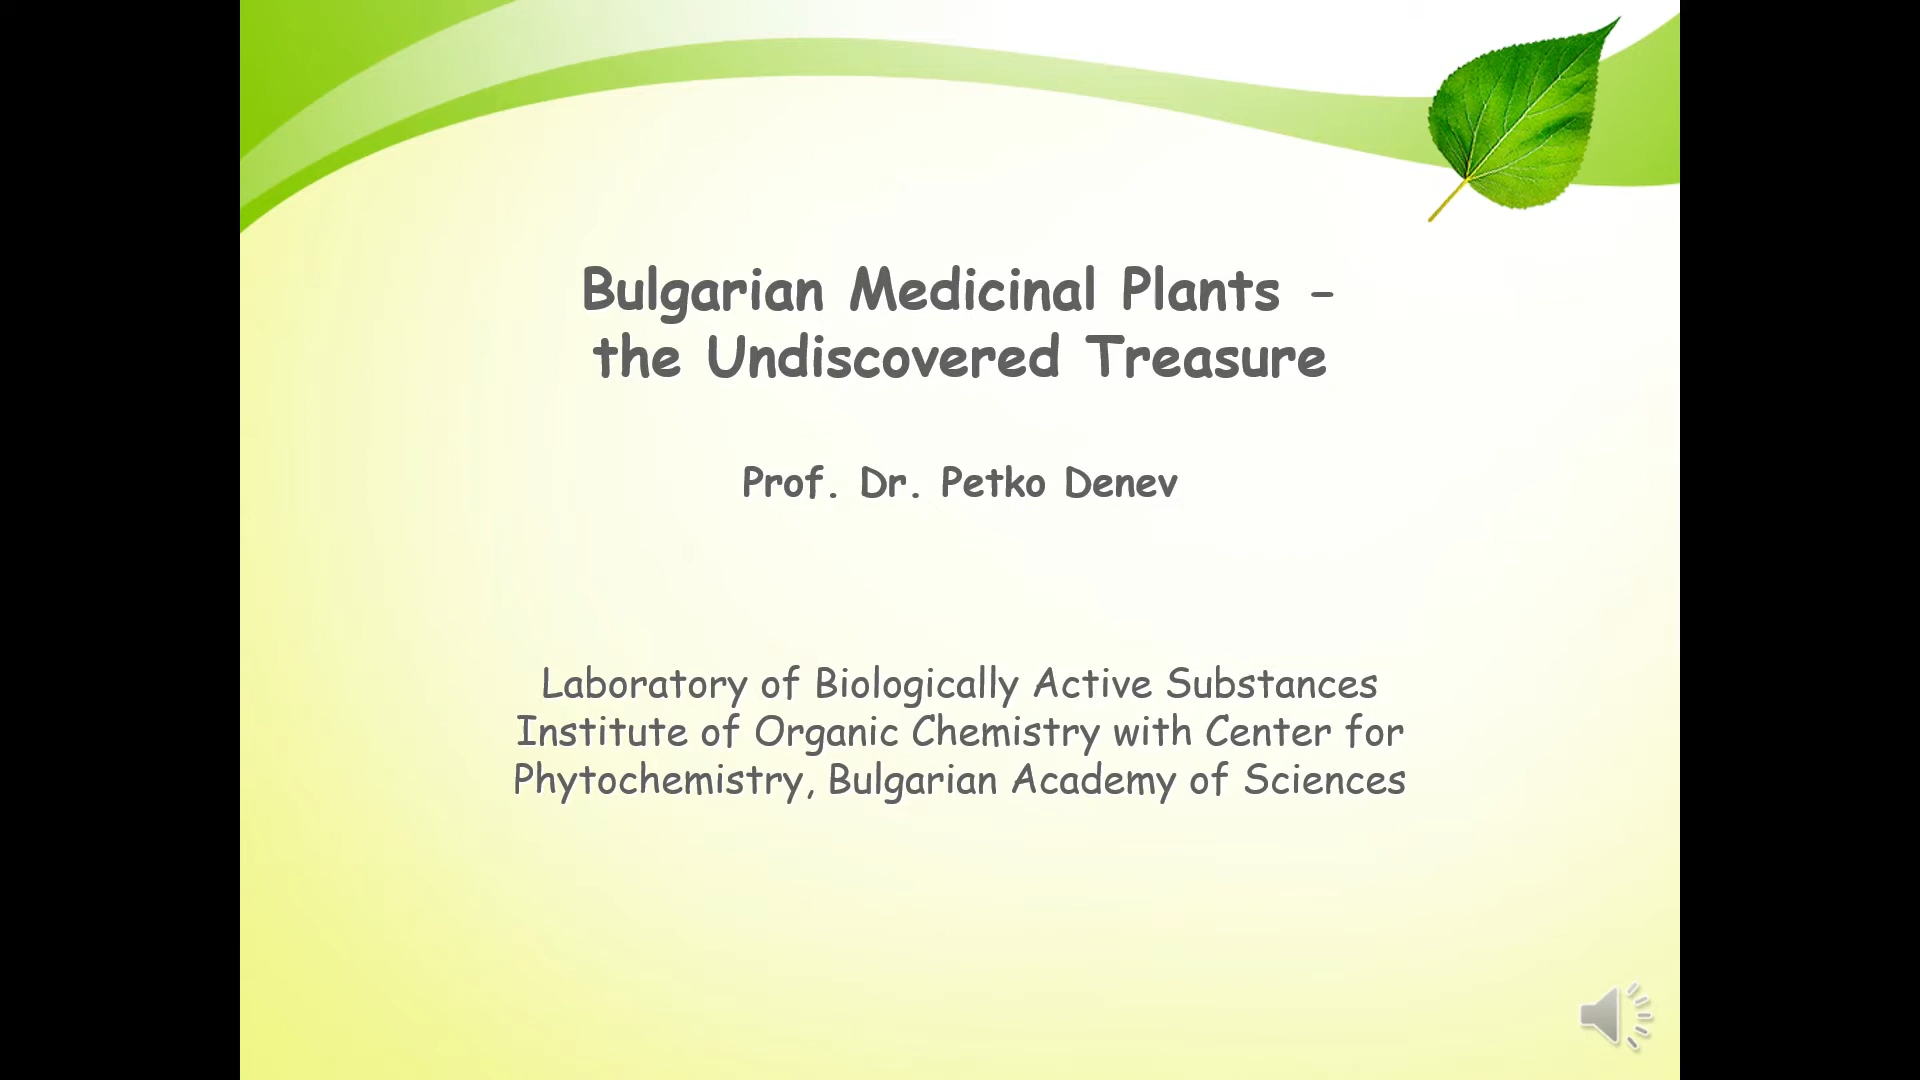 Bulgarian Medicinal Plants -
the Undiscovered Treasure
Prof. Dr. Petko Denev
Laboratory of Biologically Active Substances
Institute of Organic Chemistry with Center for
Phytochemistry, Bulgarian Academy of Sciences